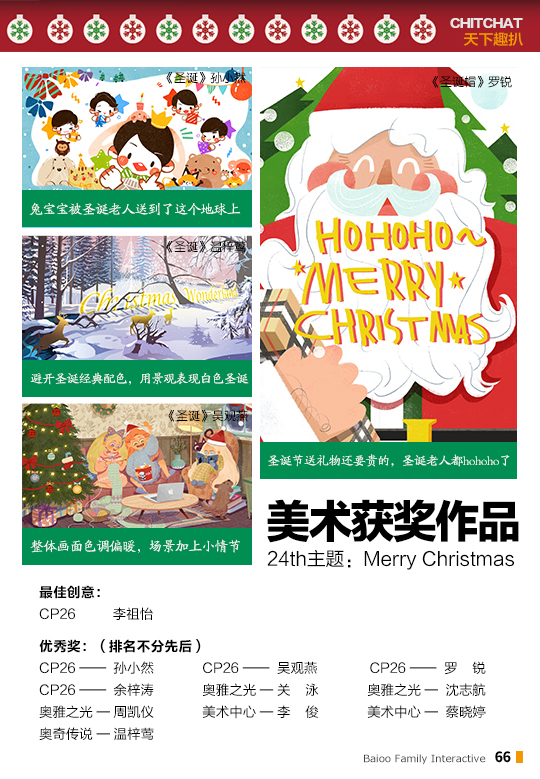 CHITCHAT
天下趣扒
《圣诞》孙小然
兔宝宝被圣诞老人送到了这个地球上
《圣诞》温梓莺
Christmas Wonderland
避开圣诞经典配色，用景观表现白色圣诞
《圣诞》吴观燕
整体画面色调偏暖，场景加上小情节
《圣诞帽》罗锐
HOHOHO~
MERRY
CHRISTMAS
圣诞节送礼物还要贵的，圣诞老人都hohoho了
美术获奖作品
24th主题：Merry Christmas
最佳创意：
CP26 李祖怡
优秀奖：（排名不分先后）
CP26 —— 孙小然 CP26 —— 吴观燕 CP26 —— 罗 锐
CP26 —— 余梓涛 奥雅之光 — 关 泳 奥雅之光 — 沈志航
奥雅之光 — 周凯仪 美术中心 — 李 俊 美术中心 — 蔡晓婷
奥奇传说 — 温梓莺
Baioo Family Interactive 66